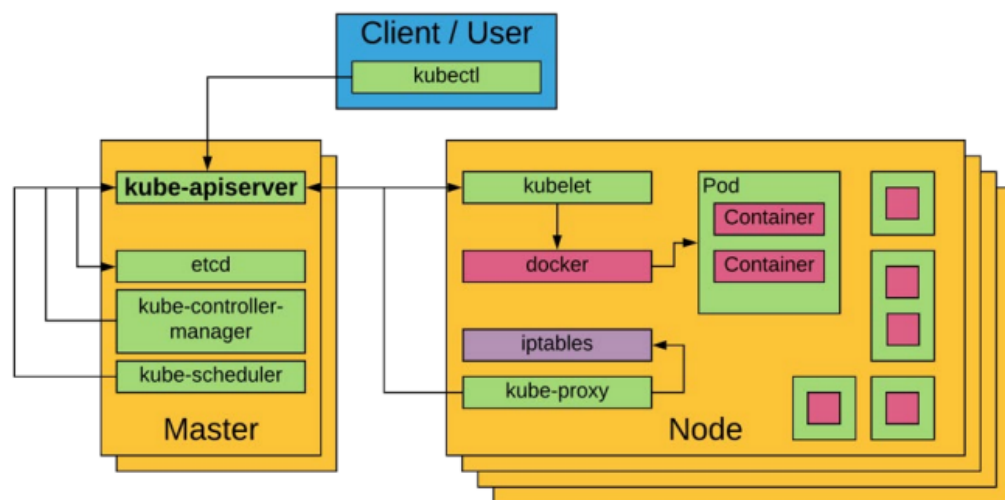 Client / User
kubectl
kube-apiserver
etcd
kube-controller-
manager
kube-scheduler
Master
kubelet
docker
iptables
kube-proxy
Pod
Container
Container
Node